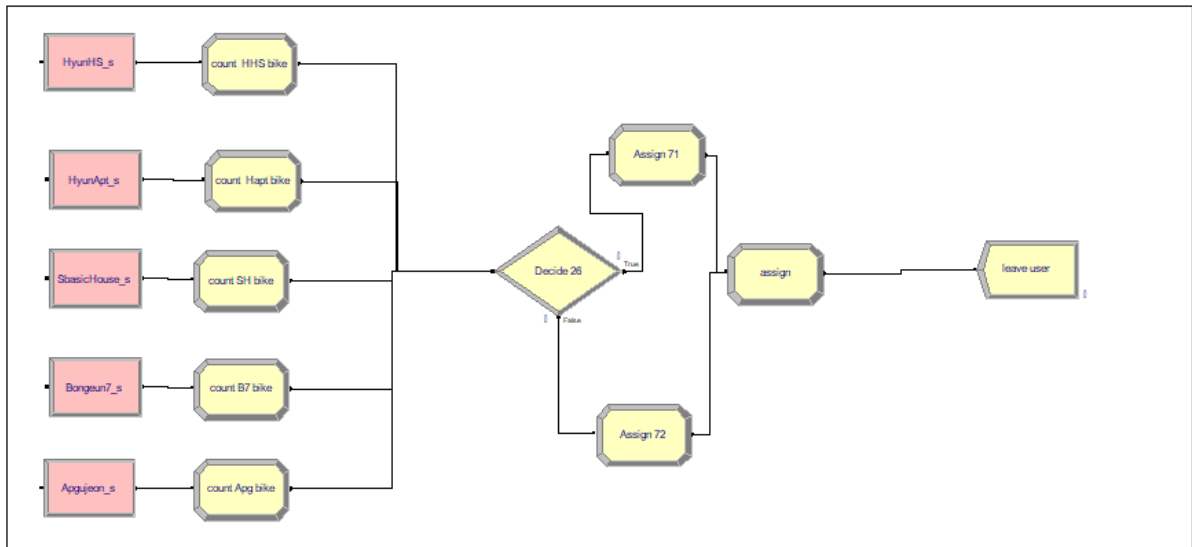 HyunHS_s
count HHS bike
HyunApt_s
count Hapt bike
SbasicHouse_s
count SH bike
Bongeun7_s
count B7 bike
Apgujeon_s
count Apg bike
Decide 26
True
False
Assign 71
Assign 72
assign
leave user